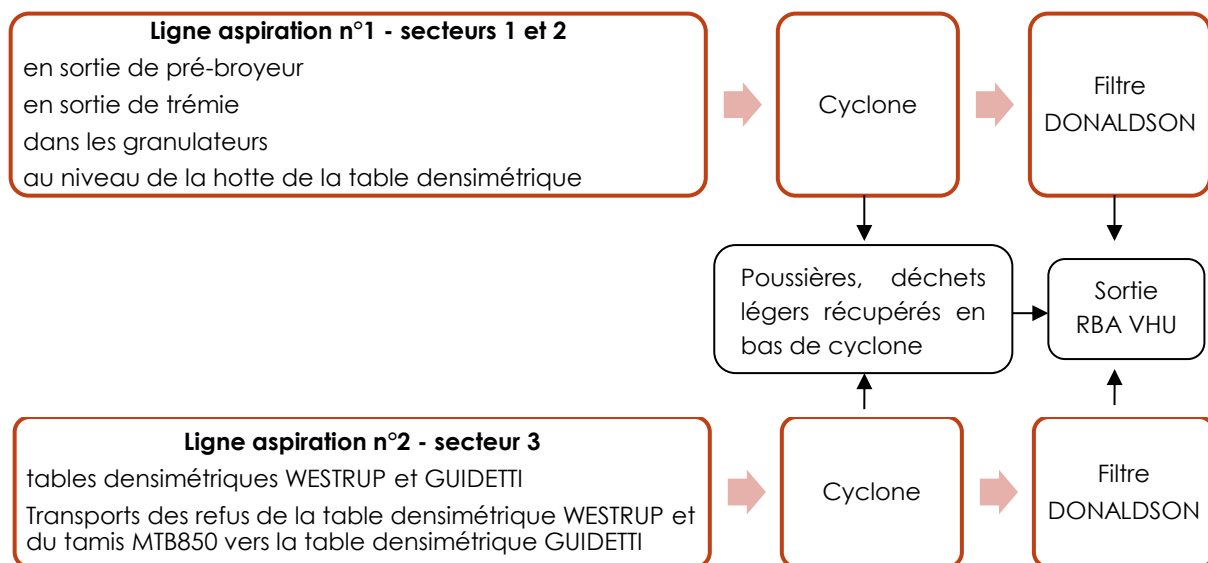 Ligne aspiration n°1 - secteurs 1 et 2
en sortie de pré-broyeur
en sortie de trémie
dans les granulateurs
au niveau de la hotte de la table densimétrique
Cyclone
Filtre
DONALDSON
Poussières, déchets
légers récupérés en
bas de cyclone
Sortie
RBA VHU
Ligne aspiration n°2 - secteur 3
tables densimétriques WESTRUP et GUIDETTI
Transports des refus de la table densimétrique WESTRUP et
du tamis MTB850 vers la table densimétrique GUIDETTI
Cyclone
Filtre
DONALDSON